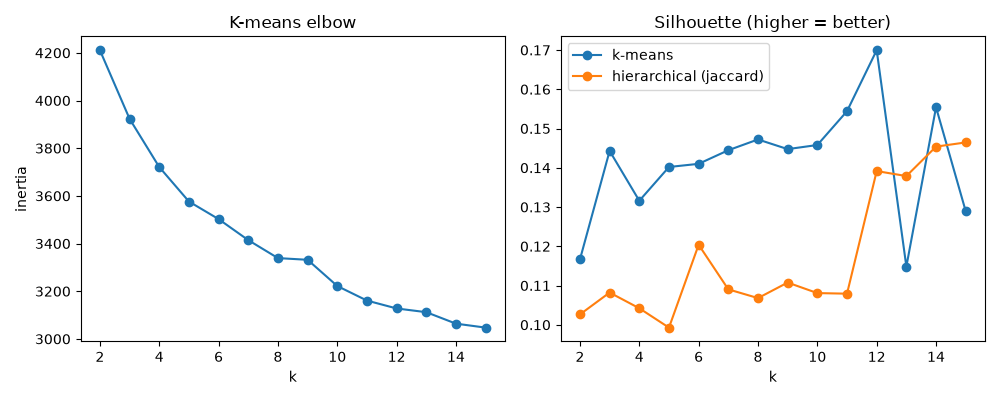 K-means elbow
inertia
4200
4000
3800
3600
3400
3200
3000
2 4 6 8 10 12 14
k
Silhouette (higher = better)
k-means
hierarchical (jaccard)
0.17
0.16
0.15
0.14
0.13
0.12
0.11
0.10
2 4 6 8 10 12 14
k